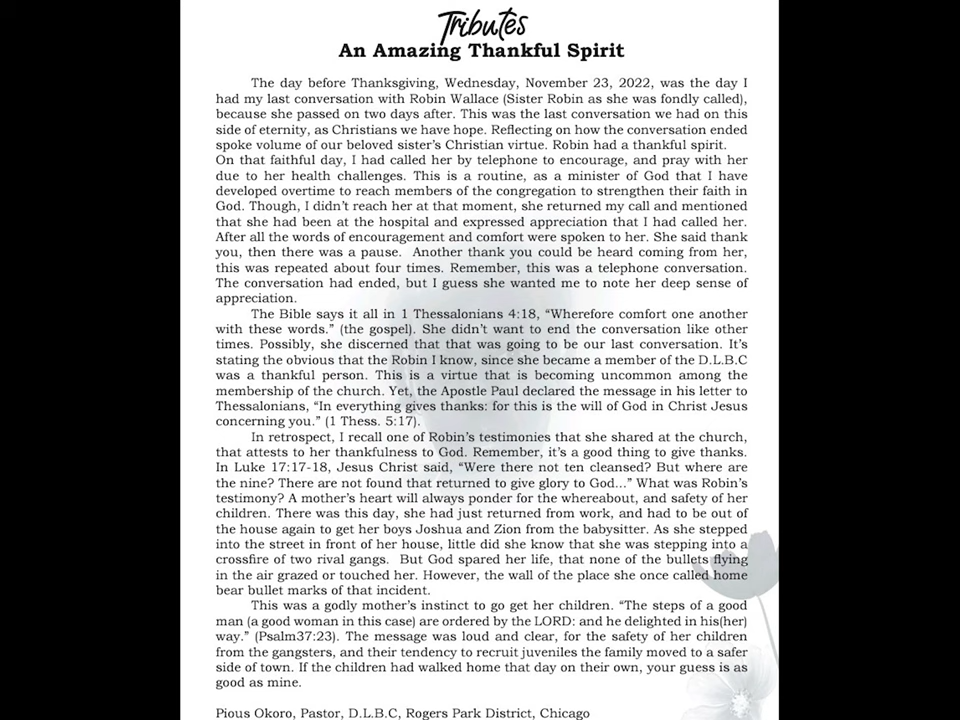 Tributes
An Amazing Thankful Spirit
The day before Thanksgiving, Wednesday, November 23, 2022, was the day I
had my last conversation with Robin Wallace (Sister Robin as she was fondly called),
because she passed on two days after. This was the last conversation we had on this
side of eternity, as Christians we have hope. Reflecting on how the conversation ended
spoke volume of our beloved sister's Christian virtue. Robin had a thankful spirit.
On that faithful day, I had called her by telephone to encourage, and pray with her
due to her health challenges. This is a routine, as a minister of God that I have
developed overtime to reach members of the congregation to strengthen their faith in
God. Though, I didn't reach her at that moment, she returned my call and mentioned
that she had been at the hospital and expressed appreciation that I had called her.
After all the words of encouragement and comfort were spoken to her. She said thank
you, then there was a pause.  Another thank you could be heard coming from her,
this was repeated about four times. Remember, this was a telephone conversation.
The conversation had ended, but I guess she wanted me to note her deep sense of
appreciation.
The Bible says it all in 1 Thessalonians 4:18, “Wherefore comfort one another
with these words.” (the gospel). She didn't want to end the conversation like other
times. Possibly, she discerned that that was going to be our last conversation. It's
stating the obvious that the Robin I know, since she became a member of the D.L.B.C
was a thankful person. This is a virtue that is becoming uncommon among the
membership of the church. Yet, the Apostle Paul declared the message in his letter to
Thessalonians, “In everything gives thanks: for this is the will of God in Christ Jesus
concerning you.” (1 Thess. 5:17).
In retrospect, I recall one of Robin's testimonies that she shared at the church,
that attests to her thankfulness to God. Remember, it's a good thing to give thanks.
In Luke 17:17-18, Jesus Christ said, “Were there not ten cleansed? But where are
the nine? There are not found that returned to give glory to God...” What was Robin's
testimony? A mother's heart will always ponder for the whereabout, and safety of her
children. There was this day, she had just returned from work, and had to be out of
the house again to get her boys Joshua and Zion from the babysitter. As she stepped
into the street in front of her house, little did she know that she was stepping into a
crossfire of two rival gangs.  But God spared her life, that none of the bullets flying
in the air grazed or touched her. However, the wall of the place she once called home
bear bullet marks of that incident.
This was a godly mother's instinct to go get her children. “The steps of a good
man (a good woman in this case) are ordered by the LORD: and he delighted in his(her)
way.” (Psalm37:23). The message was loud and clear, for the safety of her children
from the gangsters, and their tendency to recruit juveniles the family moved to a safer
side of town. If the children had walked home that day on their own, your guess is as
good as mine.
Pious Okoro, Pastor, D.L.B.C, Rogers Park District, Chicago